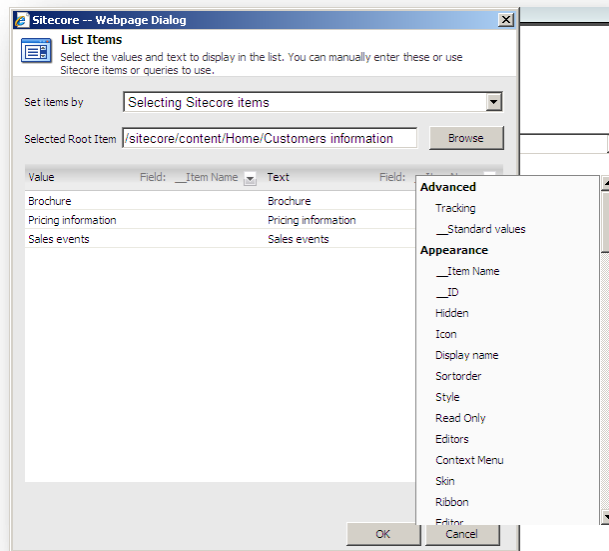 Sitecore -- Webpage Dialog
List Items
Select the values and text to display in the list. You can manually enter these or use
Sitecore items or queries to use.
Set items by
Selecting Sitecore items
Selected Root Item
/sitecore/content/Home/Customers information
Browse
Value
Field: __Item Name
Text
Field:
Brochure
Brochure
Pricing information
Pricing information
Sales events
Sales events
Advanced
Tracking
__Standard values
Appearance
__Item Name
__ID
Hidden
Icon
Display name
Sortorder
Style
Read Only
Editors
Context Menu
Skin
Ribbon
Editor
OK
Cancel